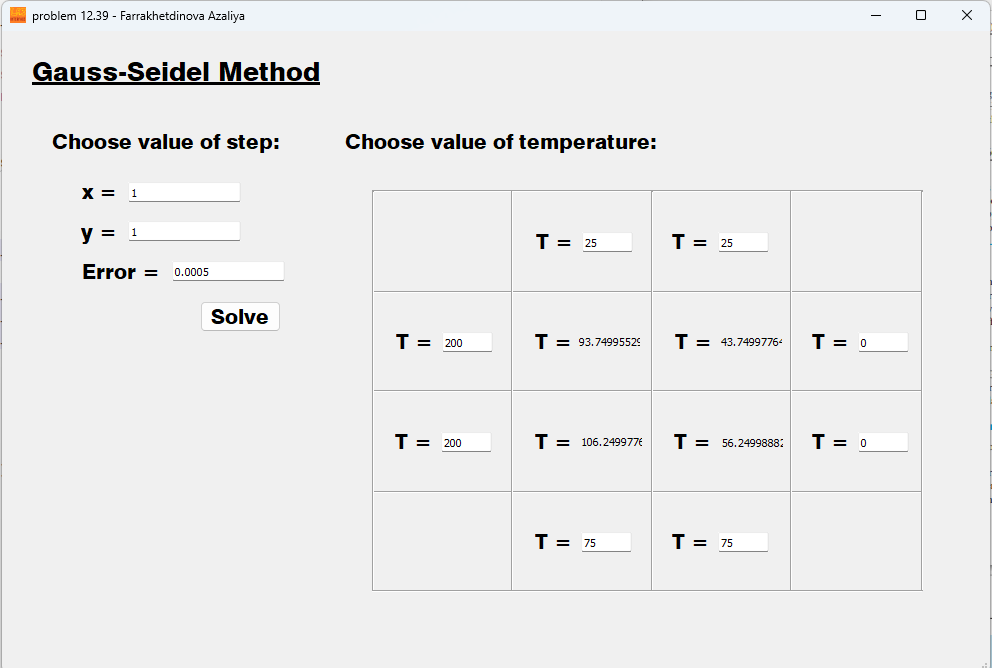 problem 12.39 - Farrakhetdinova Azaliya
Gauss-Seidel Method
Choose value of step:
Choose value of temperature:
x = 1
y = 1
Error = 0.0005
Solve
T = 25 T = 25
T = 200 T = 93.74995529 T = 43.74997764 T = 0
T = 200 T = 106.2499776 T = 56.24998882 T = 0
T = 75 T = 75